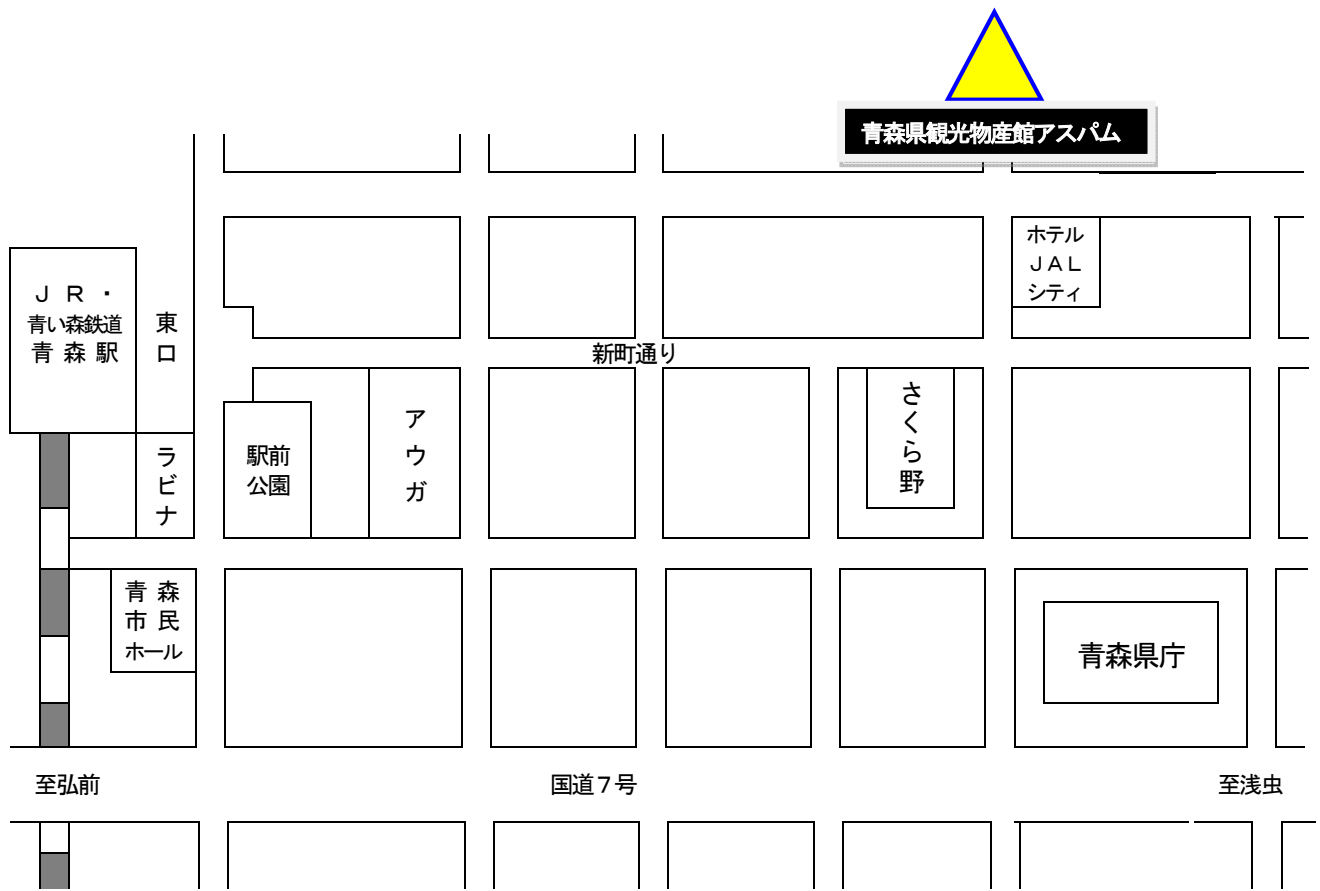 青森県観光物産館アスパム
ホテル
ＪＡＬ
シティ
ＪＲ・
青い森鉄道
青森駅
東口
新町通り
さくら野
アウガ
駅前
公園
ラビナ
青森
市民
ホール
青森県庁
至弘前
国道７号
至浅虫